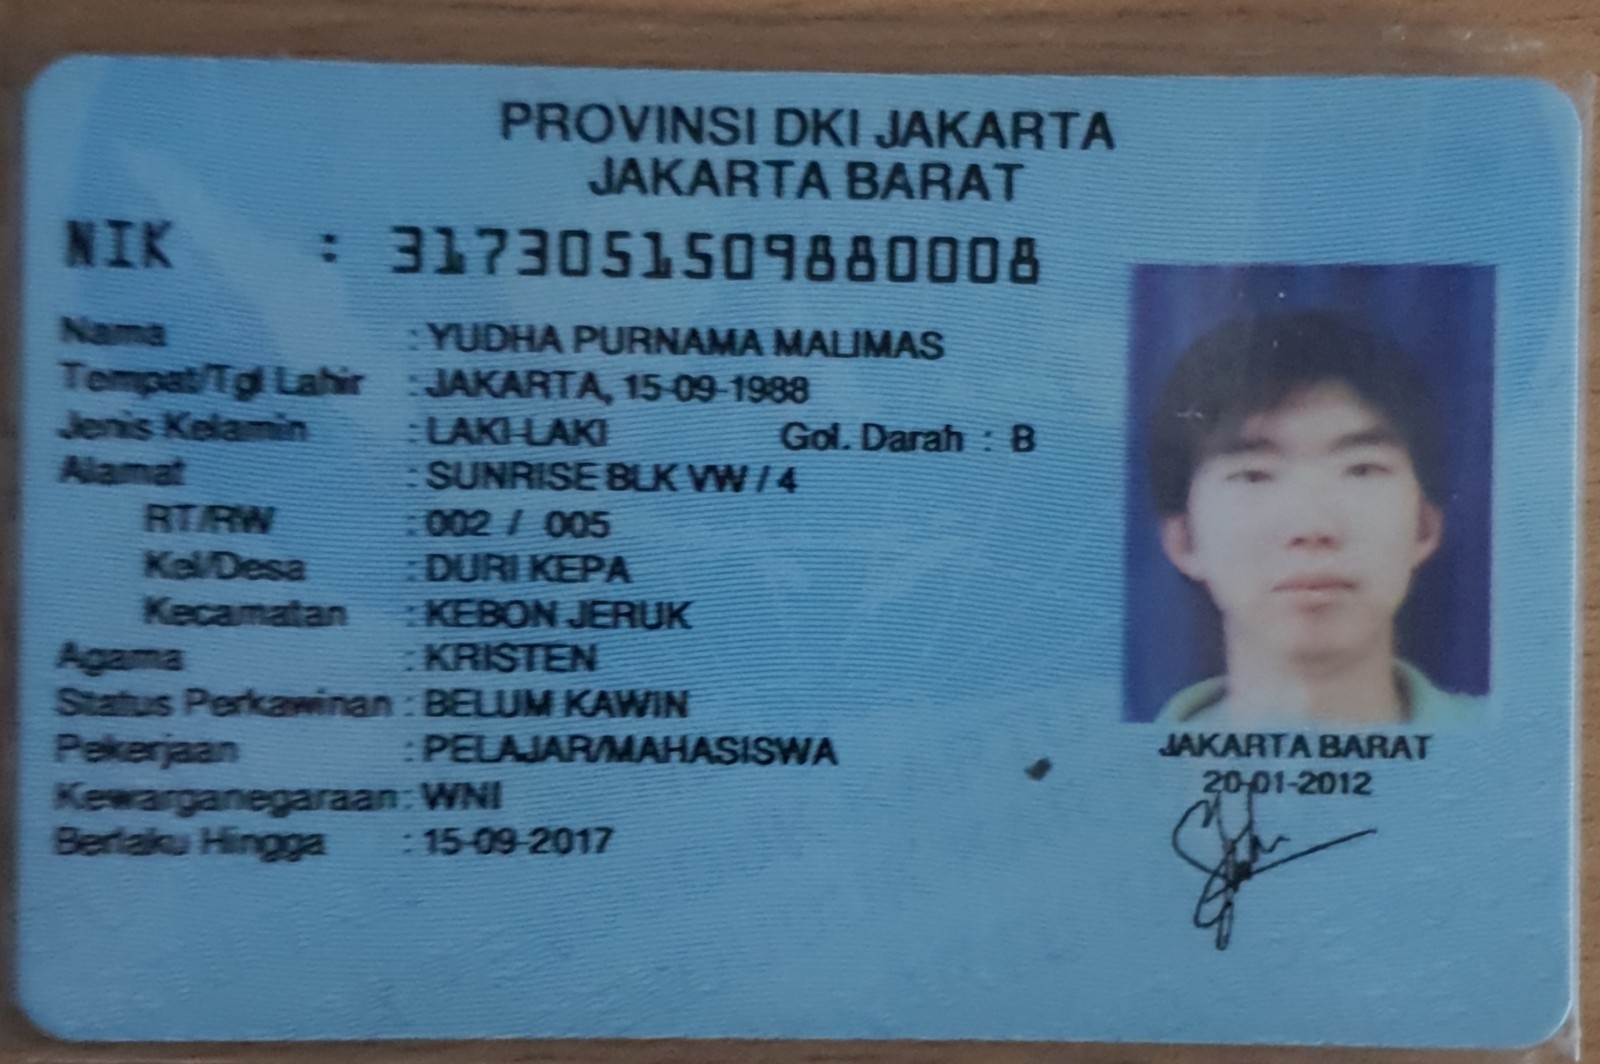 PROVINSI DKI JAKARTA
JAKARTA BARAT
NIK : 3173051509880008
Nama : YUDHA PURNAMA MALIMAS
Tempat/Tgl Lahir : JAKARTA, 15-09-1988
Jenis Kelamin : LAKI-LAKI Gol. Darah : B
Alamat : SUNRISE BLK VW / 4
RT/RW : 002 / 005
Kel/Desa : DURI KEPA
Kecamatan : KEBON JERUK
Agama : KRISTEN
Status Perkawinan : BELUM KAWIN
Pekerjaan : PELAJAR/MAHASISWA
Kewarganegaraan : WNI
Berlaku Hingga : 15-09-2017
JAKARTA BARAT
20-01-2012